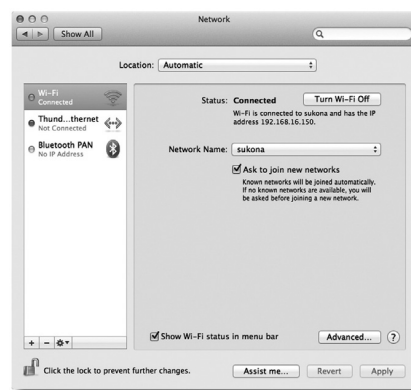 Network
Show All
Location: Automatic
Wi-Fi
Connected
Thund...thernet
Not Connected
Bluetooth PAN
No IP Address
Status: Connected
Turn Wi-Fi Off
Wi-Fi is connected to sukona and has the IP
address 192.168.16.150.
Network Name: sukona
Ask to join new networks
Known networks will be joined automatically.
If no known networks are available, you will
be asked before joining a new network.
Show Wi-Fi status in menu bar
Advanced...
?
+ −
Click the lock to prevent further changes.
Assist me...
Revert
Apply